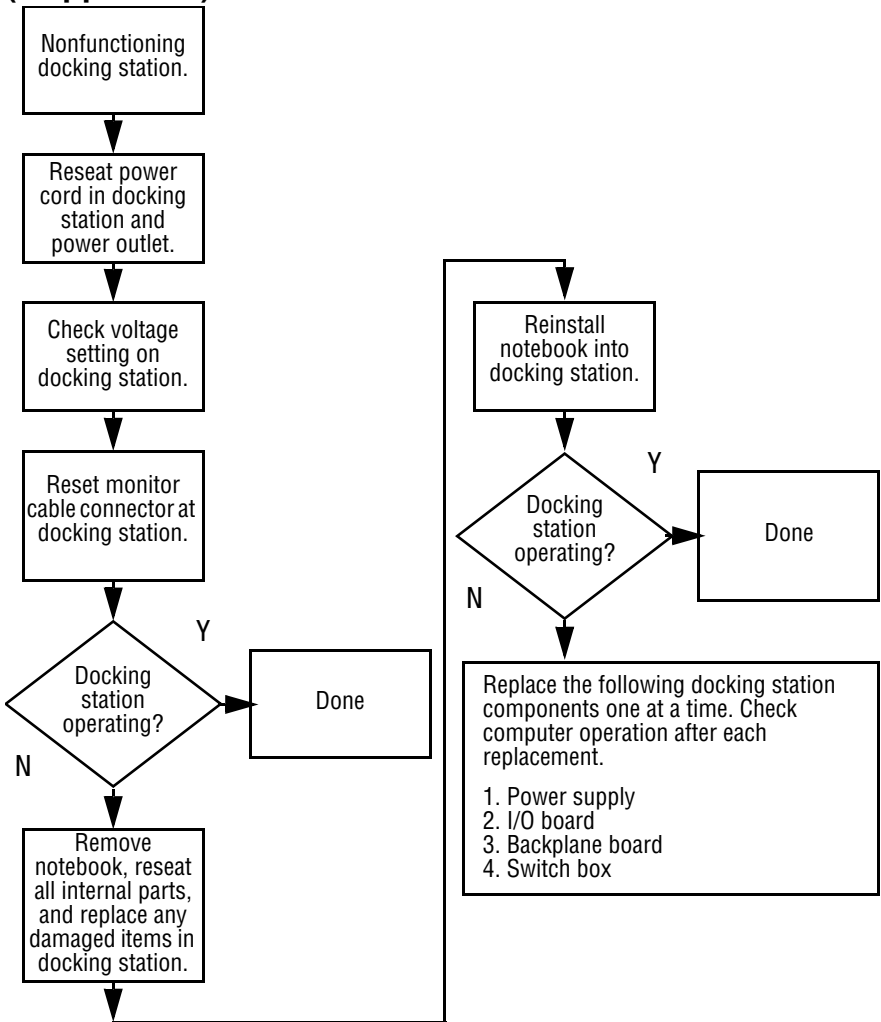 Nonfunctioning
docking station.
Reseat power
cord in docking
station and
power outlet.
Check voltage
setting on
docking station.
Reset monitor
cable connector at
docking station.
Docking
station
operating?
Y
Done
N
Remove
notebook, reseat
all internal parts,
and replace any
damaged items in
docking station.
Reinstall
notebook into
docking station.
Docking
station
operating?
Y
Done
N
Replace the following docking station
components one at a time. Check
computer operation after each
replacement.
1. Power supply
2. I/O board
3. Backplane board
4. Switch box